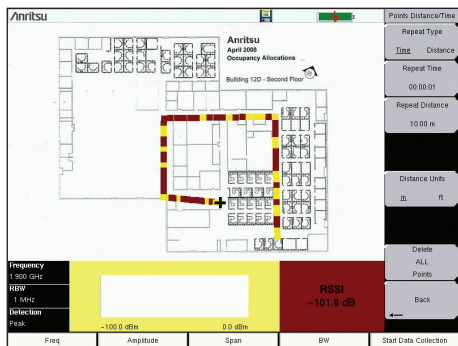 Anritsu
Points Distance/Time
Anritsu
April 2008
Occupancy Allocations
Building 12D - Second Floor
Repeat Type
Time Distance
Repeat Time
00:00:01
Repeat Distance
10.00 m
Distance Units
m ft
Delete
ALL
Points
Back
Frequency
1.900 GHz
RBW
1 MHz
Detection
Peak
-100.0 dBm 0.0 dBm
RSSI
-101.8 dB
Freq Amplitude Span BW Start Data Collection